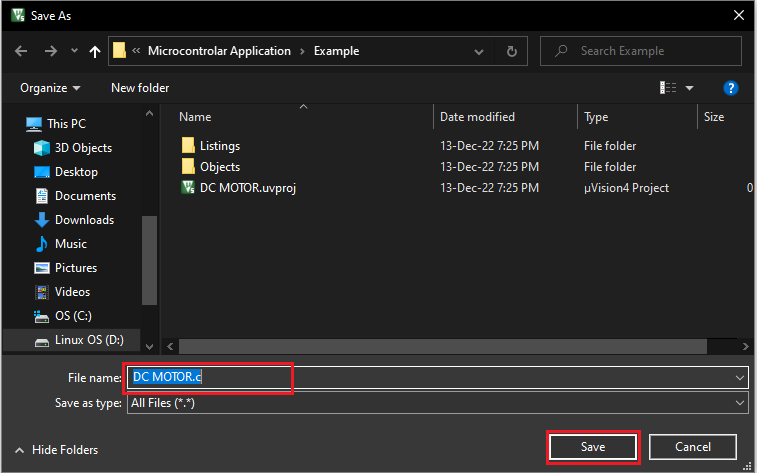 Save As
« Microcontrolar Application › Example
Search Example
Organize
New folder
Name Date modified Type Size
This PC
3D Objects
Desktop
Documents
Downloads
Music
Pictures
Videos
OS (C:)
Linux OS (D:)
Listings 13-Dec-22 7:25 PM File folder
Objects 13-Dec-22 7:25 PM File folder
DC MOTOR.uvproj 13-Dec-22 7:25 PM µVision4 Project 0
File name: DC MOTOR.c
Save as type: All Files (*.*)
Hide Folders
Save
Cancel